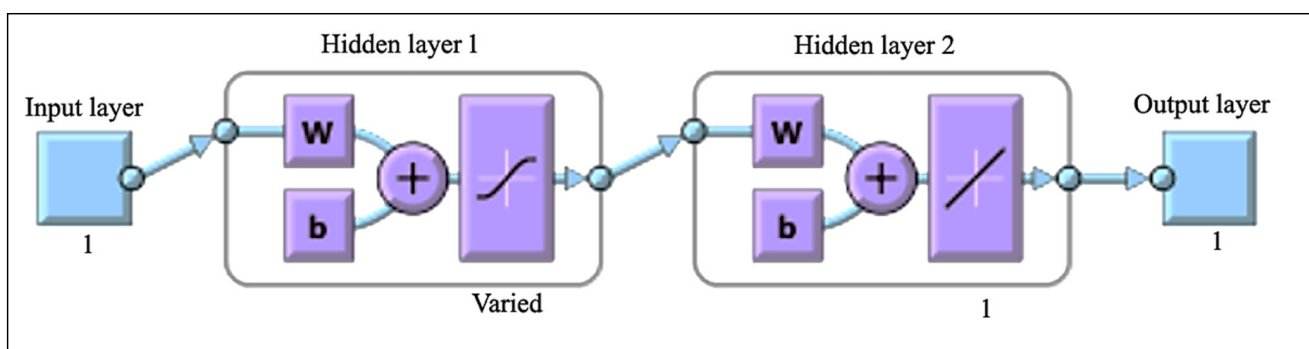 Hidden layer 1
Hidden layer 2
Input layer
Output layer
W
W
+
+
b
b
1
1
Varied
1